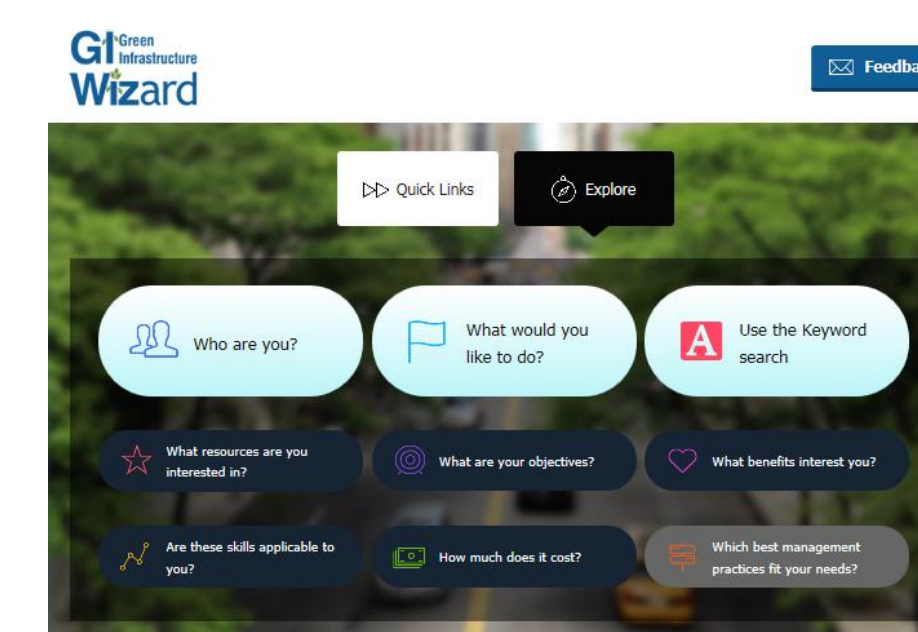 GI Green
Infrastructure
Wizard
Quick Links
Explore
Who are you?
What would you
like to do?
A
Use the Keyword
search
What resources are you
interested in?
What are your objectives?
What benefits interest you?
Are these skills applicable to
you?
How much does it cost?
Which best management
practices fit your needs?